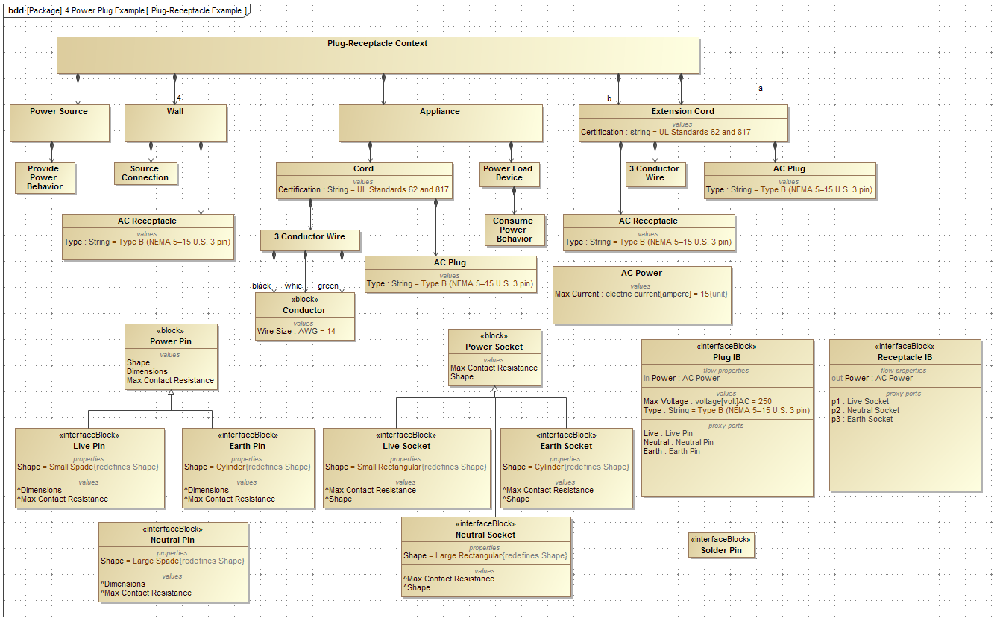 bdd [Package] 4 Power Plug Example [ Plug-Receptacle Example ]
Plug-Receptacle Context
4
b
a
Power Source
Wall
Appliance
Extension Cord
values
Certification : string = UL Standards 62 and 817
Provide
Power
Behavior
Source
Connection
Cord
values
Certification : String = UL Standards 62 and 817
Power Load
Device
3 Conductor
Wire
AC Plug
values
Type : String = Type B (NEMA 5–15 U.S. 3 pin)
AC Receptacle
values
Type : String = Type B (NEMA 5–15 U.S. 3 pin)
3 Conductor Wire
Consume
Power
Behavior
AC Receptacle
values
Type : String = Type B (NEMA 5–15 U.S. 3 pin)
AC Plug
values
Type : String = Type B (NEMA 5–15 U.S. 3 pin)
black
whie
green
«block»
Conductor
values
Wire Size : AWG = 14
AC Power
values
Max Current : electric current[ampere] = 15{unit}
«block»
Power Pin
values
Shape
Dimensions
Max Contact Resistance
«block»
Power Socket
values
Max Contact Resistance
Shape
«interfaceBlock»
Plug IB
flow properties
in Power : AC Power
values
Max Voltage : voltage[volt]AC = 250
Type : String = Type B (NEMA 5–15 U.S. 3 pin)
proxy ports
Live : Live Pin
Neutral : Neutral Pin
Earth : Earth Pin
«interfaceBlock»
Receptacle IB
flow properties
out Power : AC Power
proxy ports
p1 : Live Socket
p2 : Neutral Socket
p3 : Earth Socket
«interfaceBlock»
Live Pin
properties
Shape = Small Spade{redefines Shape}
values
^Dimensions
^Max Contact Resistance
«interfaceBlock»
Earth Pin
properties
Shape = Cylinder{redefines Shape}
values
^Dimensions
^Max Contact Resistance
«interfaceBlock»
Live Socket
properties
Shape = Small Rectangular{redefines Shape}
values
^Max Contact Resistance
^Shape
«interfaceBlock»
Earth Socket
properties
Shape = Cylinder{redefines Shape}
values
^Max Contact Resistance
^Shape
«interfaceBlock»
Neutral Pin
properties
Shape = Large Spade{redefines Shape}
values
^Dimensions
^Max Contact Resistance
«interfaceBlock»
Neutral Socket
properties
Shape = Large Rectangular{redefines Shape}
values
^Max Contact Resistance
^Shape
«interfaceBlock»
Solder Pin